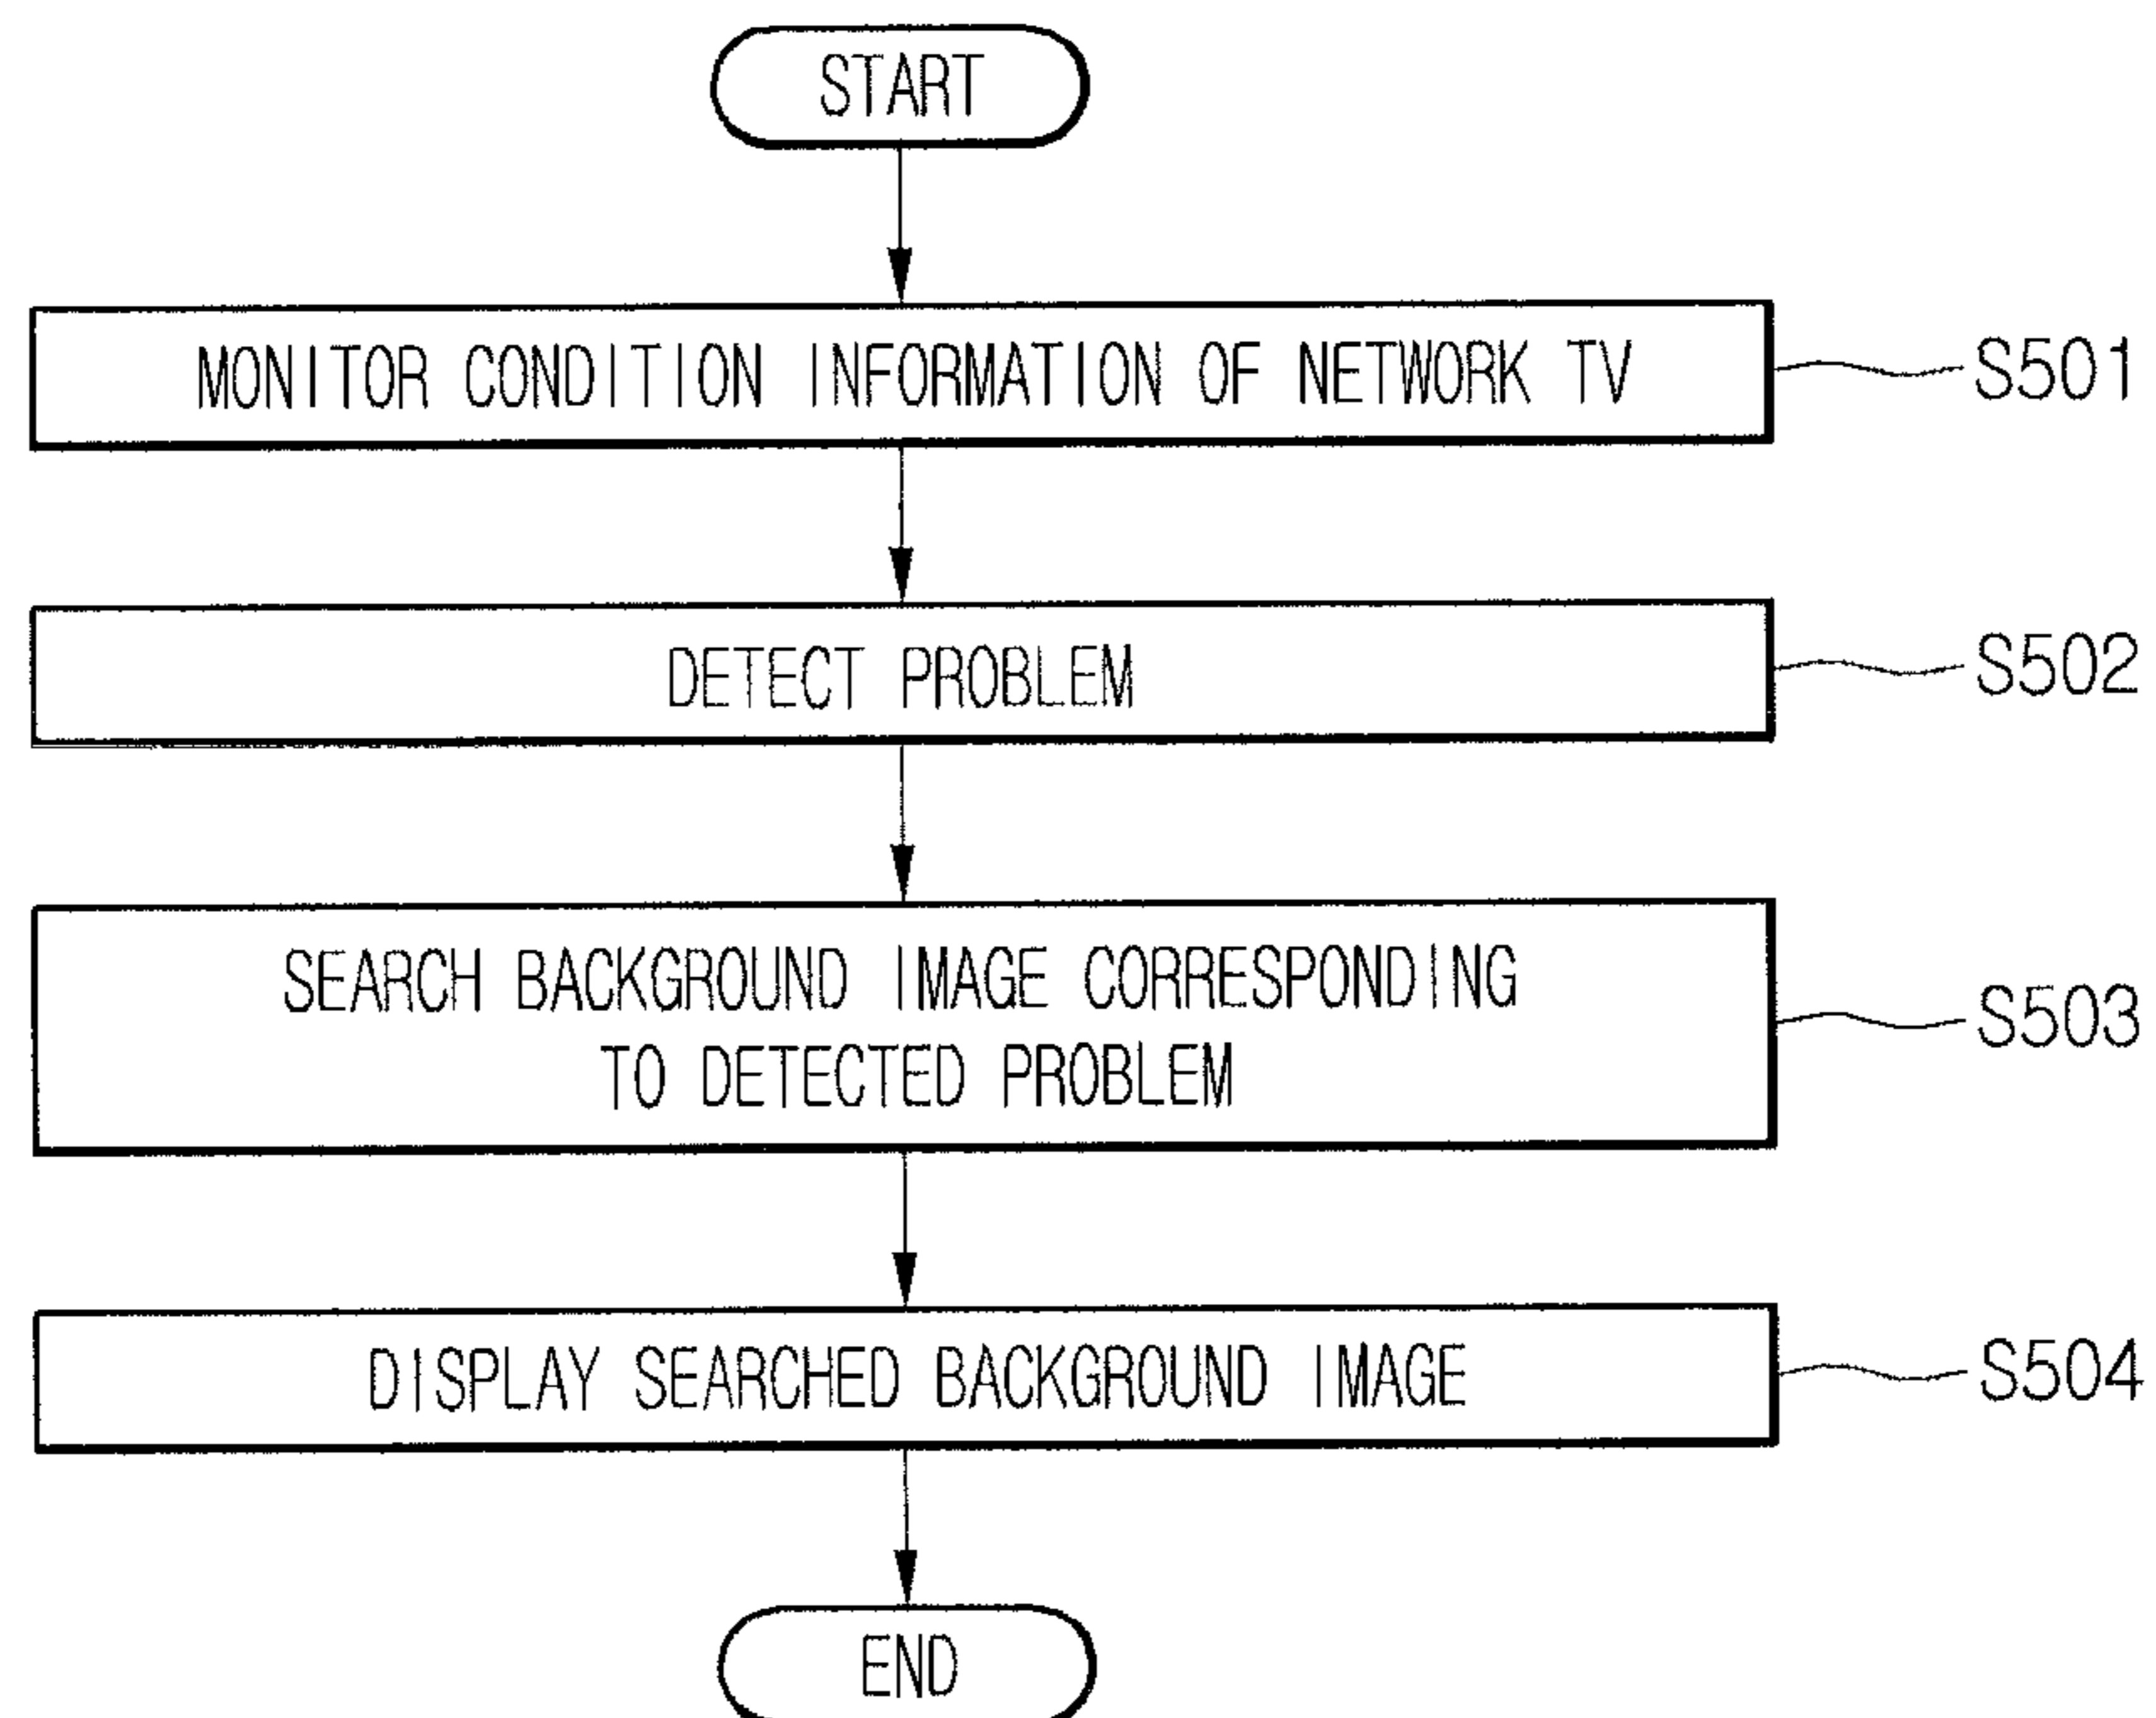 START
MONITOR CONDITION INFORMATION OF NETWORK TV
S501
DETECT PROBLEM
S502
SEARCH BACKGROUND IMAGE CORRESPONDING
TO DETECTED PROBLEM
S503
DISPLAY SEARCHED BACKGROUND IMAGE
S504
END